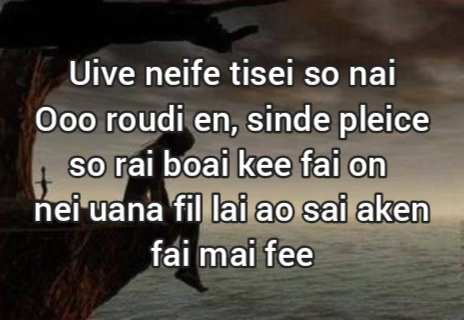 Uive neife tisei so nai
Ooo roudi en, sinde pleice
so rai boai kee fai on
nei uana fil lai ao sai aken
fai mai fee